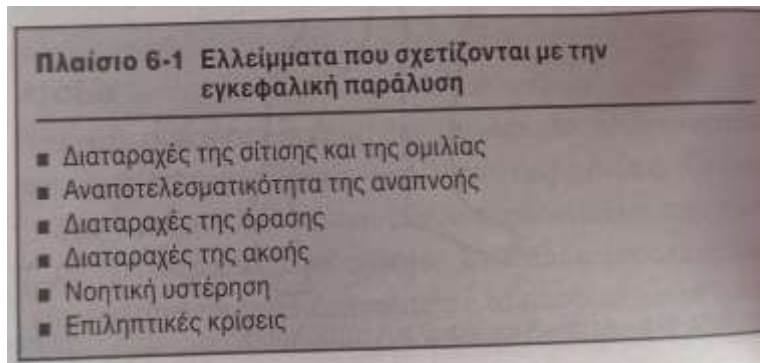 Πλαίσιο 6-1 Ελλείμματα που σχετίζονται με την
εγκεφαλική παράλυση
■ Διαταραχές της σίτισης και της ομιλίας
■ Αναποτελεσματικότητα της αναπνοής
■ Διαταραχές της όρασης
■ Διαταραχές της ακοής
■ Νοητική υστέρηση
■ Επιληπτικές κρίσεις